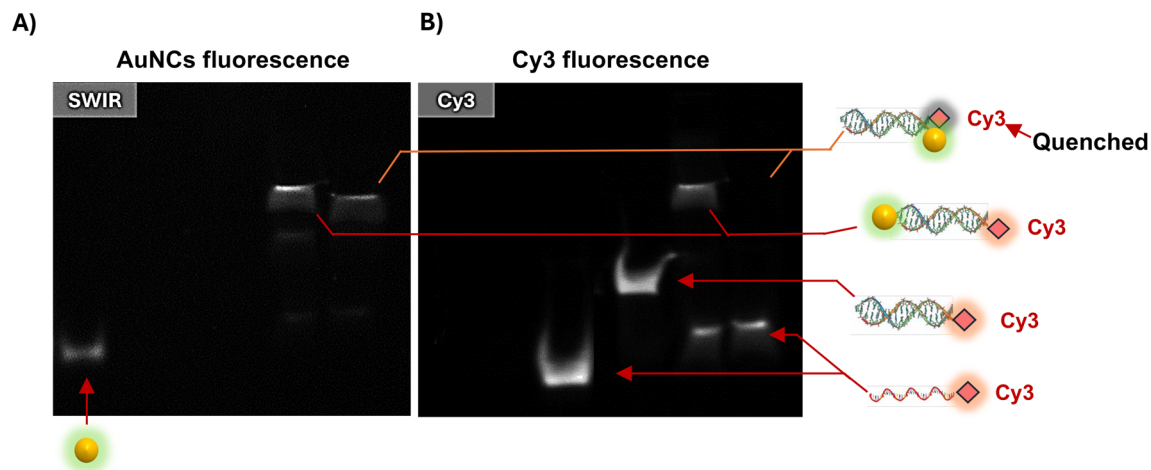 A)
B)
AuNCs fluorescence
Cy3 fluorescence
SWIR
Cy3
Cy3
Quenched
Cy3
Cy3
Cy3